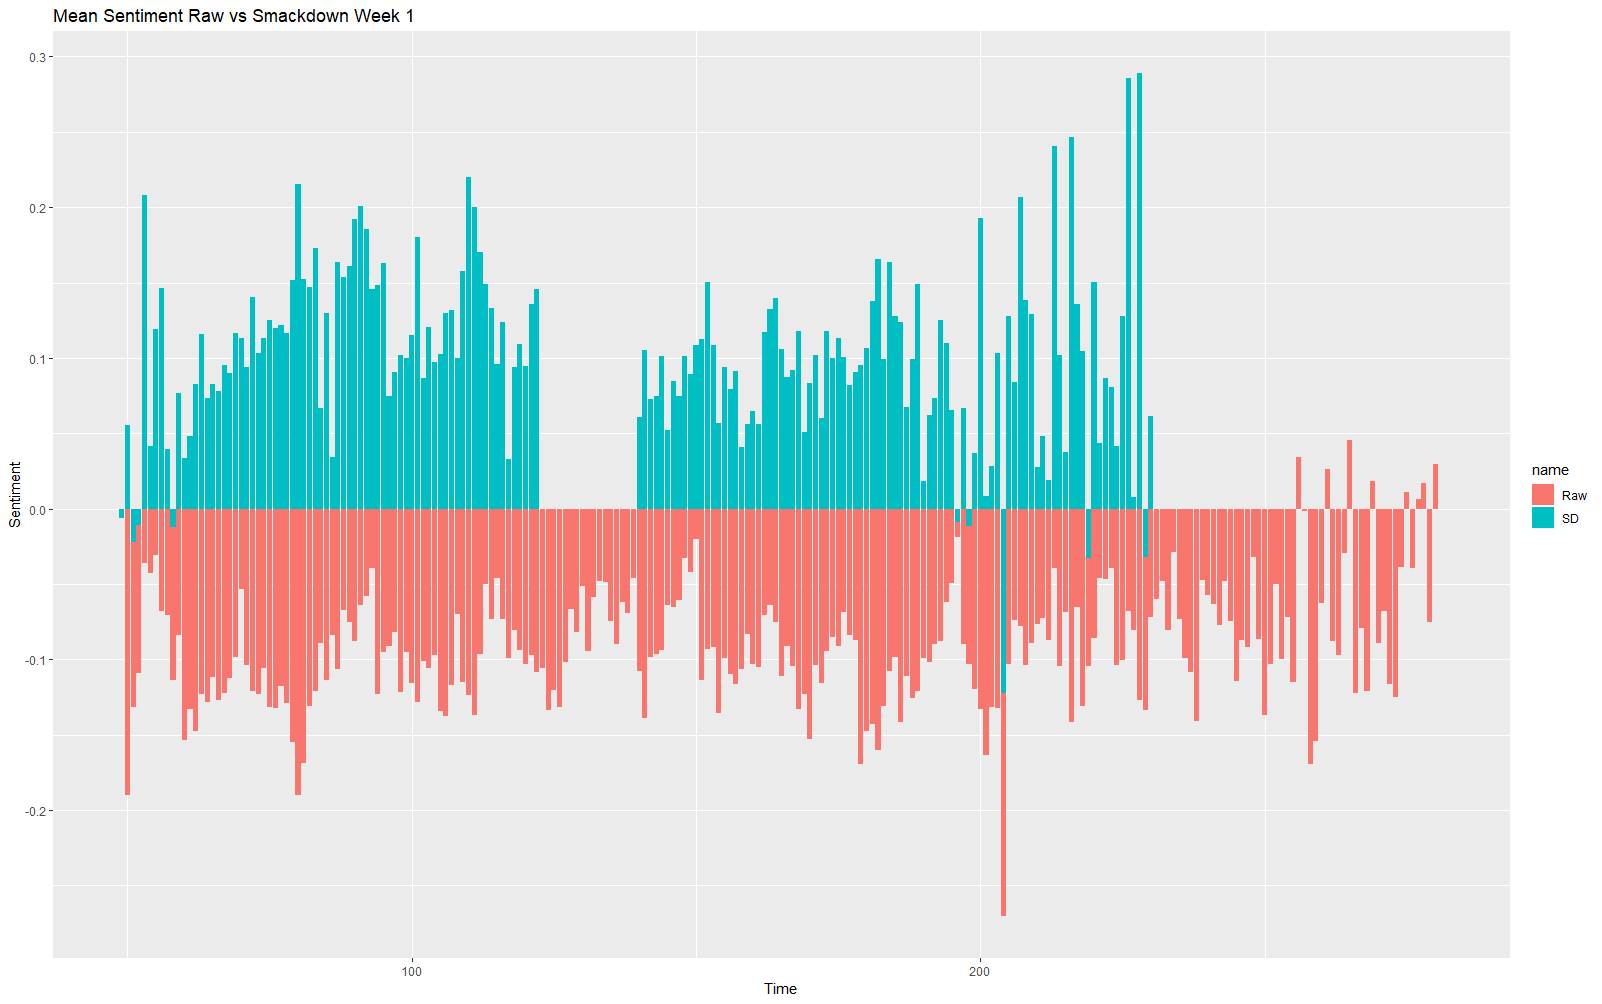 Mean Sentiment Raw vs Smackdown Week 1
0.3
0.2
0.1
0.0
-0.1
-0.2
Sentiment
100
200
Time
name
Raw
SD